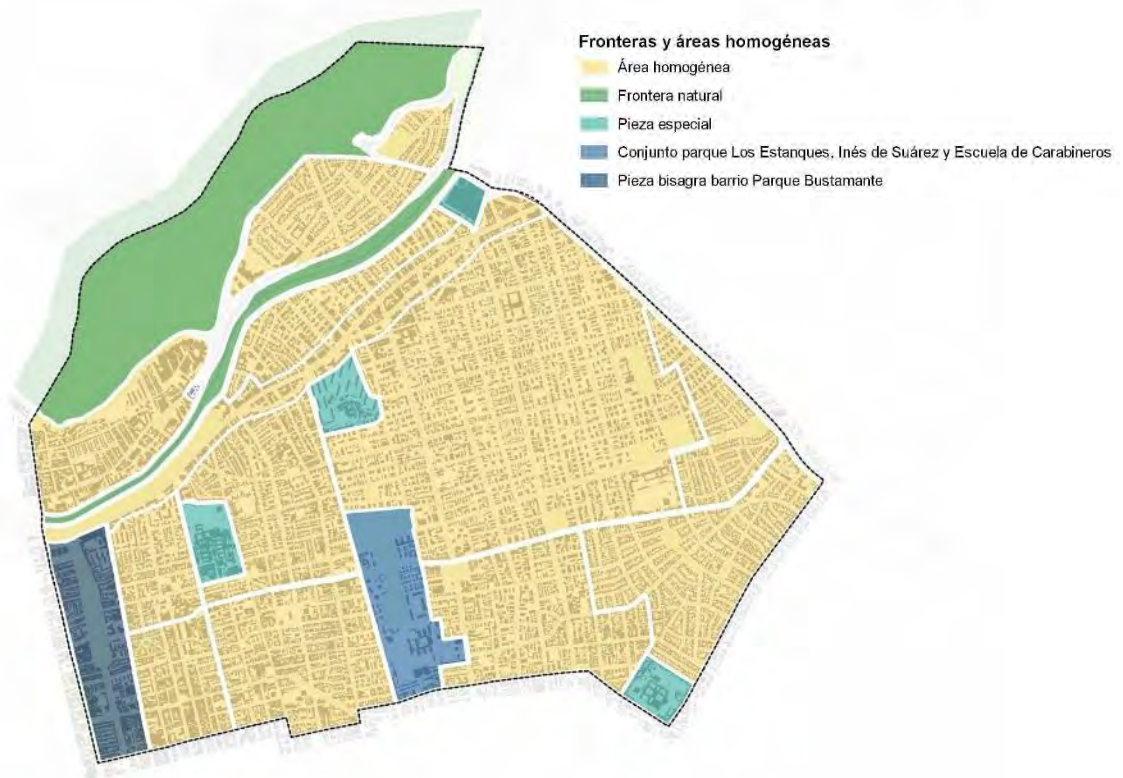 Fronteras y áreas homogéneas
Área homogénea
Frontera natural
Pieza especial
Conjunto parque Los Estanques, Inés de Suárez y Escuela de Carabineros
Pieza bisagra barrio Parque Bustamante